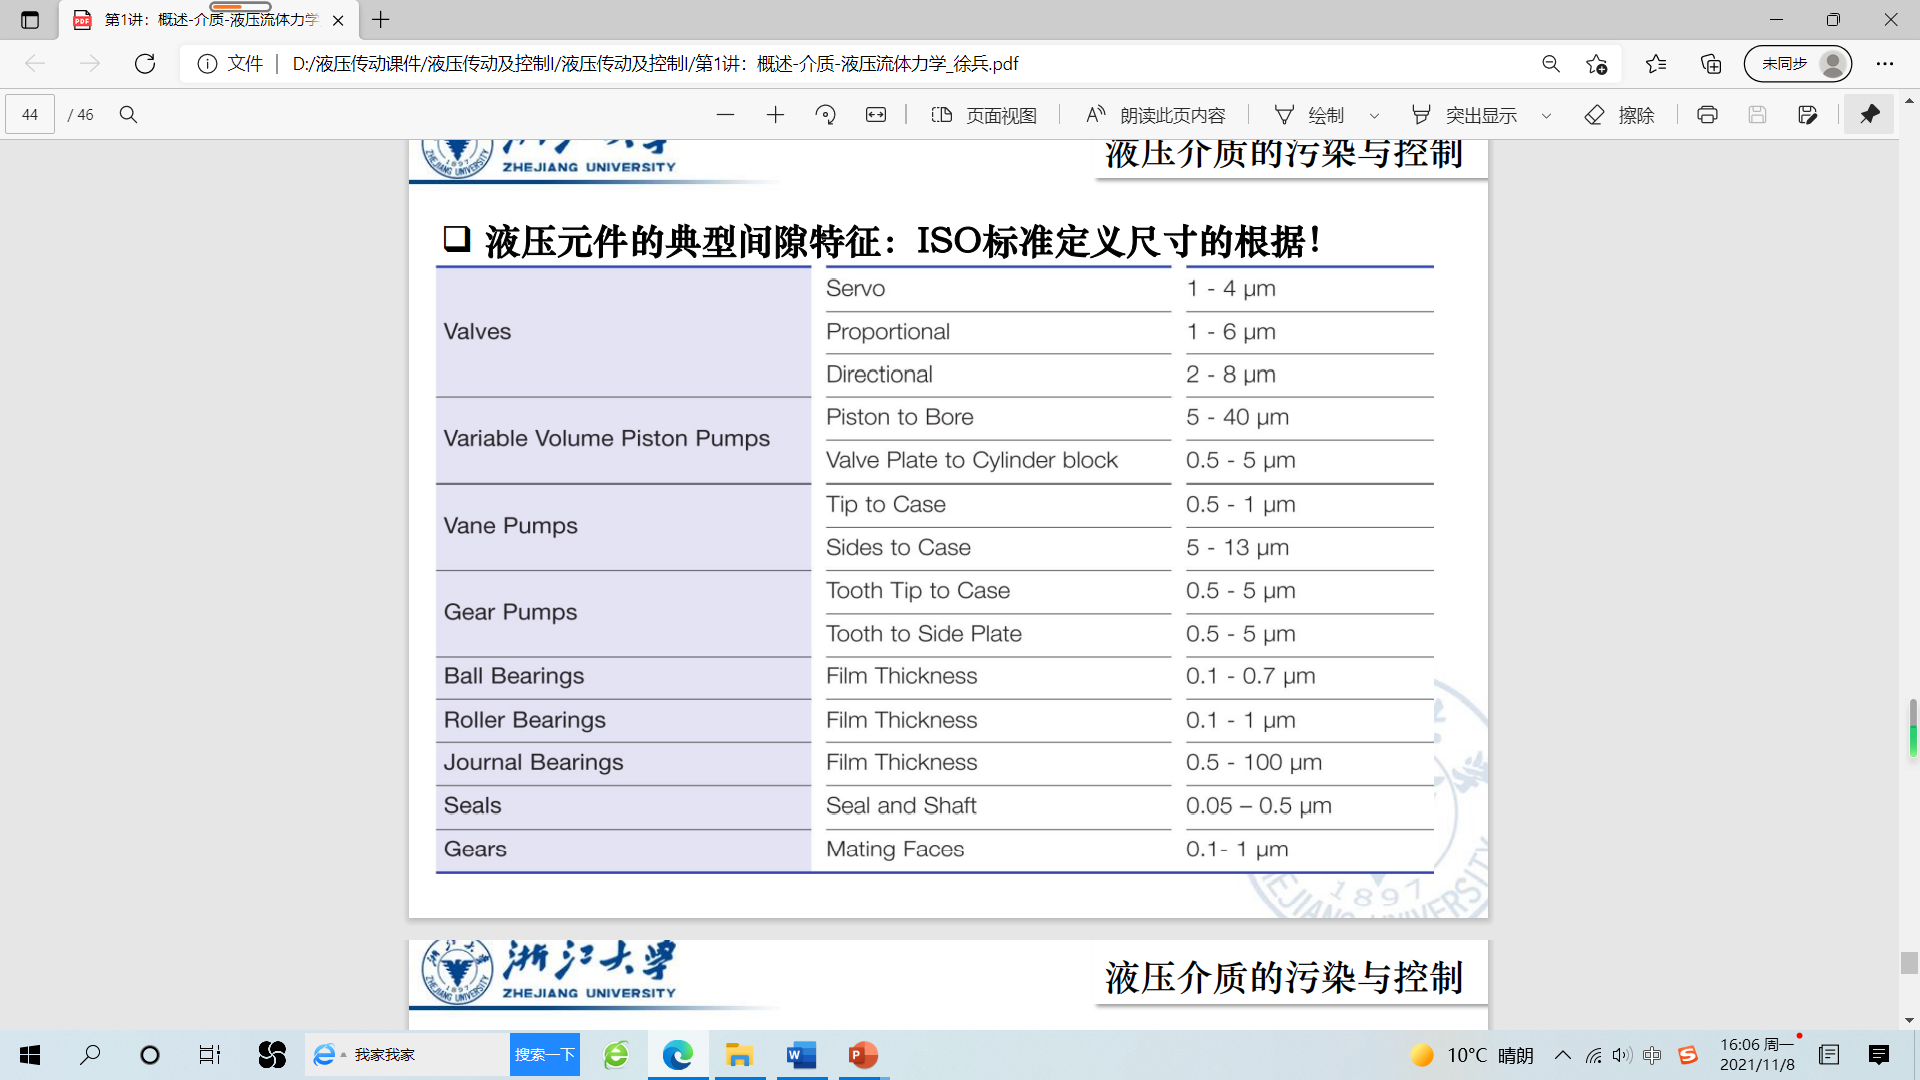 第1讲：概述-介质-液压流体力学
文件
D:/液压传动课件/液压传动及控制I/液压传动及控制I/第1讲：概述-介质-液压流体力学_徐兵.pdf
未同步
44 / 46
页面视图
朗读此页内容
绘制
突出显示
擦除
ZHEJIANG UNIVERSITY
液压介质的污染与控制
液压元件的典型间隙特征：ISO标准定义尺寸的根据！
Valves
Servo 1 - 4 µm
Proportional 1 - 6 µm
Directional 2 - 8 µm
Variable Volume Piston Pumps
Piston to Bore 5 - 40 µm
Valve Plate to Cylinder block 0.5 - 5 µm
Vane Pumps
Tip to Case 0.5 - 1 µm
Sides to Case 5 - 13 µm
Gear Pumps
Tooth Tip to Case 0.5 - 5 µm
Tooth to Side Plate 0.5 - 5 µm
Ball Bearings Film Thickness 0.1 - 0.7 µm
Roller Bearings Film Thickness 0.1 - 1 µm
Journal Bearings Film Thickness 0.5 - 100 µm
Seals Seal and Shaft 0.05 – 0.5 µm
Gears Mating Faces 0.1- 1 µm
1897
浙江大学
ZHEJIANG UNIVERSITY
液压介质的污染与控制
我家我家
搜索一下
10°C 晴朗
中
16:06 周一
2021/11/8